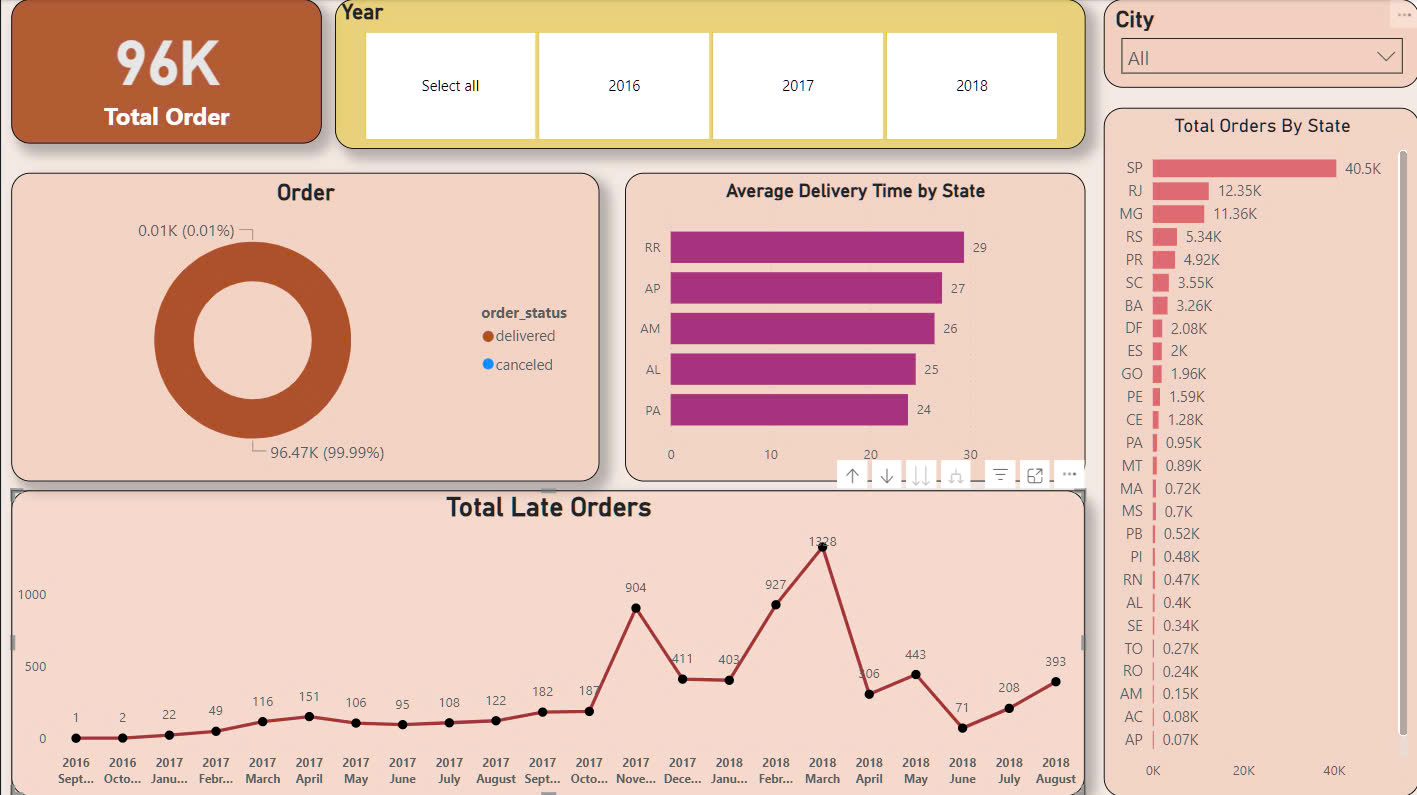 96K
Total Order
Year
Select all
2016
2017
2018
City
All
Order
0.01K (0.01%)
96.47K (99.99%)
order_status
delivered
canceled
Average Delivery Time by State
RR 29
AP 27
AM 26
AL 25
PA 24
0 10 20 30
Total Orders By State
SP 40.5K
RJ 12.35K
MG 11.36K
RS 5.34K
PR 4.92K
SC 3.55K
BA 3.26K
DF 2.08K
ES 2K
GO 1.96K
PE 1.59K
CE 1.28K
PA 0.95K
MT 0.89K
MA 0.72K
MS 0.7K
PB 0.52K
PI 0.48K
RN 0.47K
AL 0.4K
SE 0.34K
TO 0.27K
RO 0.24K
AM 0.15K
AC 0.08K
AP 0.07K
0K 20K 40K
Total Late Orders
1000
500
0
1 2 22 49 116 151 106 95 108 122 182 187 904 411 403 927 1328 306 443 71 208 393
2016 2016 2017 2017 2017 2017 2017 2017 2017 2017 2017 2017 2017 2017 2018 2018 2018 2018 2018 2018 2018 2018
Sept... Octo... Janu... Febr... March April May June July August Sept... Octo... Nove... Dece... Janu... Febr... March April May June July August